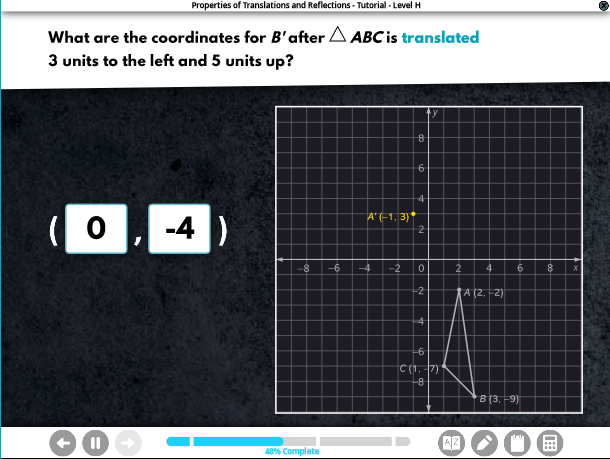 Properties of Translations and Reflections - Tutorial - Level H
What are the coordinates for B′ after △ ABC is translated
3 units to the left and 5 units up?
( 0 , -4 )
y
8
6
4
A′ (−1, 3)
2
−8 −6 −4 −2 0 2 4 6 8 x
−2
A (2, −2)
−4
−6
C (1, −7)
−8
B (3, −9)
A Z
48% Complete